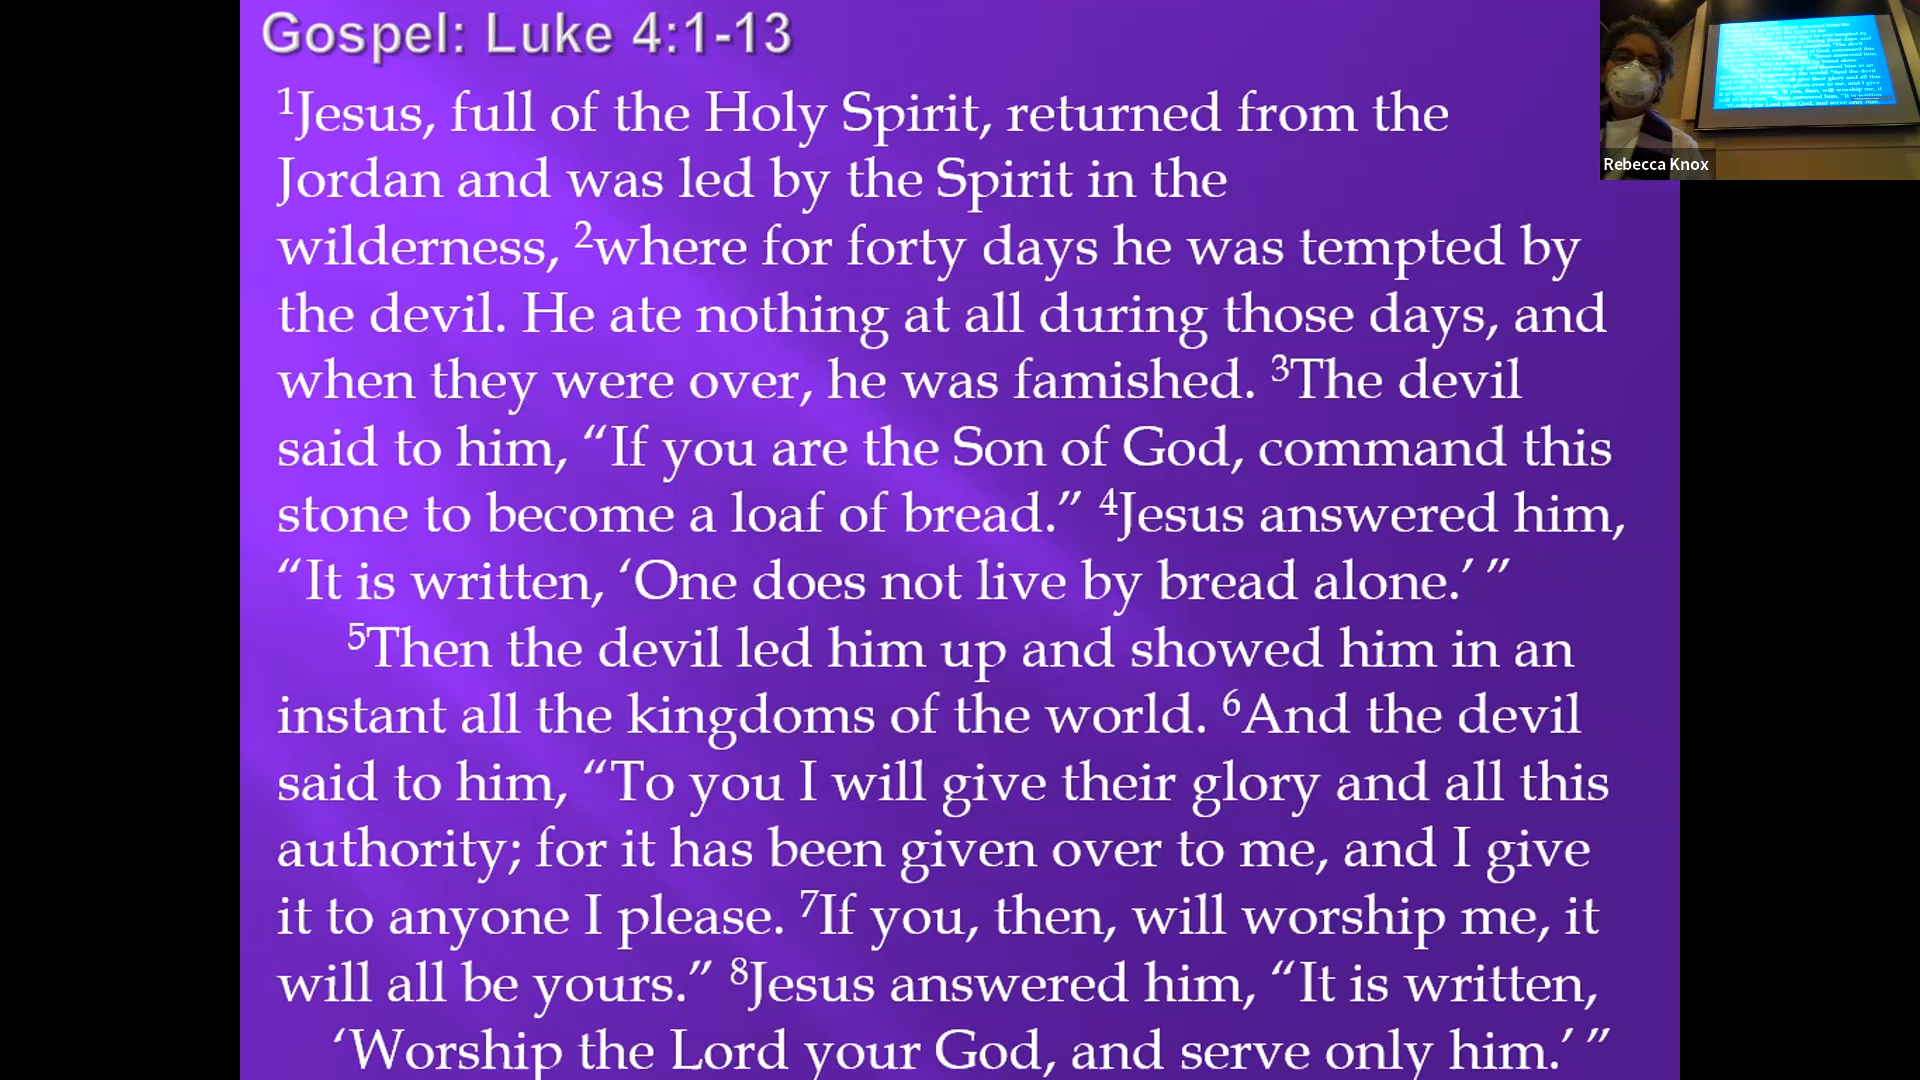 Gospel: Luke 4:1-13
¹Jesus, full of the Holy Spirit, returned from the
Jordan and was led by the Spirit in the
wilderness, ²where for forty days he was tempted by
the devil. He ate nothing at all during those days, and
when they were over, he was famished. ³The devil
said to him, “If you are the Son of God, command this
stone to become a loaf of bread.” ⁴Jesus answered him,
“It is written, ‘One does not live by bread alone.’ ”
⁵Then the devil led him up and showed him in an
instant all the kingdoms of the world. ⁶And the devil
said to him, “To you I will give their glory and all this
authority; for it has been given over to me, and I give
it to anyone I please. ⁷If you, then, will worship me, it
will all be yours.” ⁸Jesus answered him, “It is written,
‘Worship the Lord your God, and serve only him.’ ”
Rebecca Knox